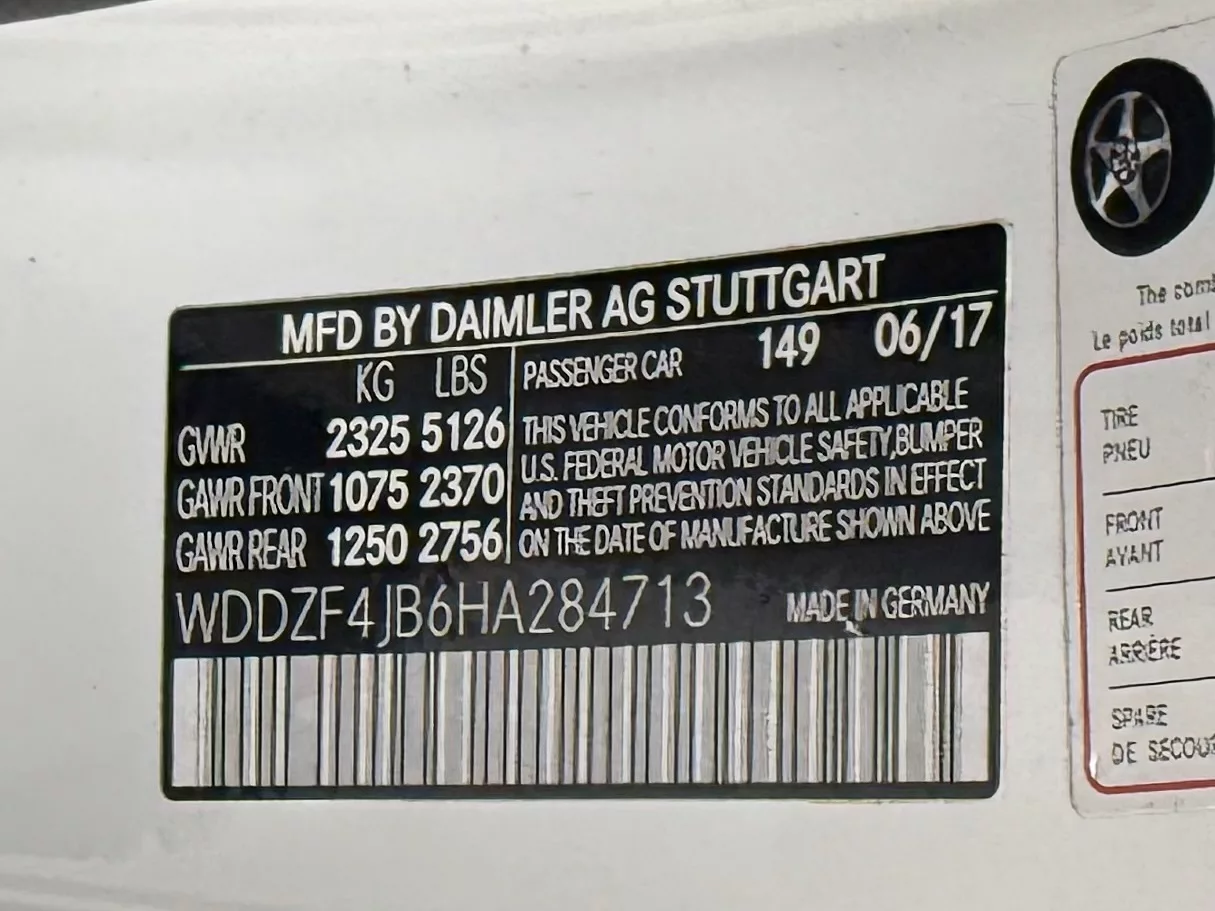 MFD BY DAIMLER AG STUTTGART
KG LBS
GVWR 2325 5126
GAWR FRONT 1075 2370
GAWR REAR 1250 2756
PASSENGER CAR 149 06/17
THIS VEHICLE CONFORMS TO ALL APPLICABLE
U.S. FEDERAL MOTOR VEHICLE SAFETY,BUMPER
AND THEFT PREVENTION STANDARDS IN EFFECT
ON THE DATE OF MANUFACTURE SHOWN ABOVE
WDDZF4JB6HA284713 MADE IN GERMANY
The
Le poids total
TIRE
PNEU
FRONT
AVANT
REAR
ARRIÈRE
SPARE
DE